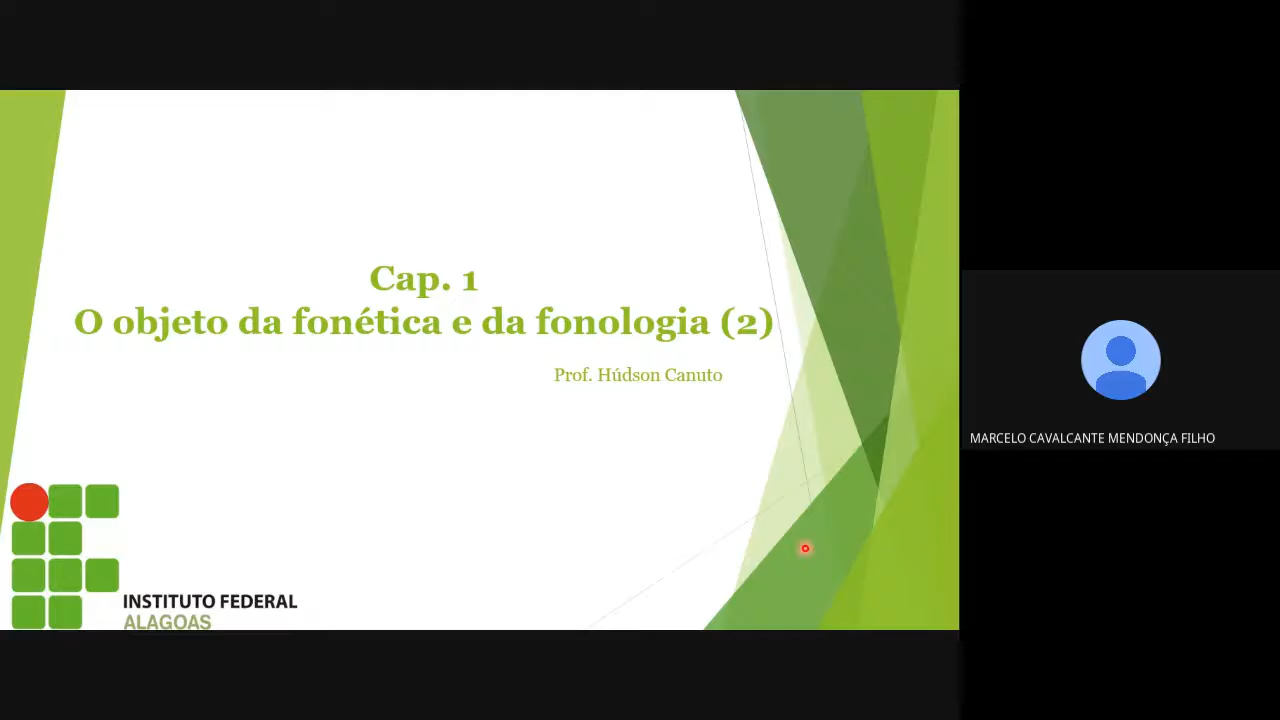 Cap. 1
O objeto da fonética e da fonologia (2)
Prof. Húdson Canuto
INSTITUTO FEDERAL
ALAGOAS
MARCELO CAVALCANTE MENDONÇA FILHO